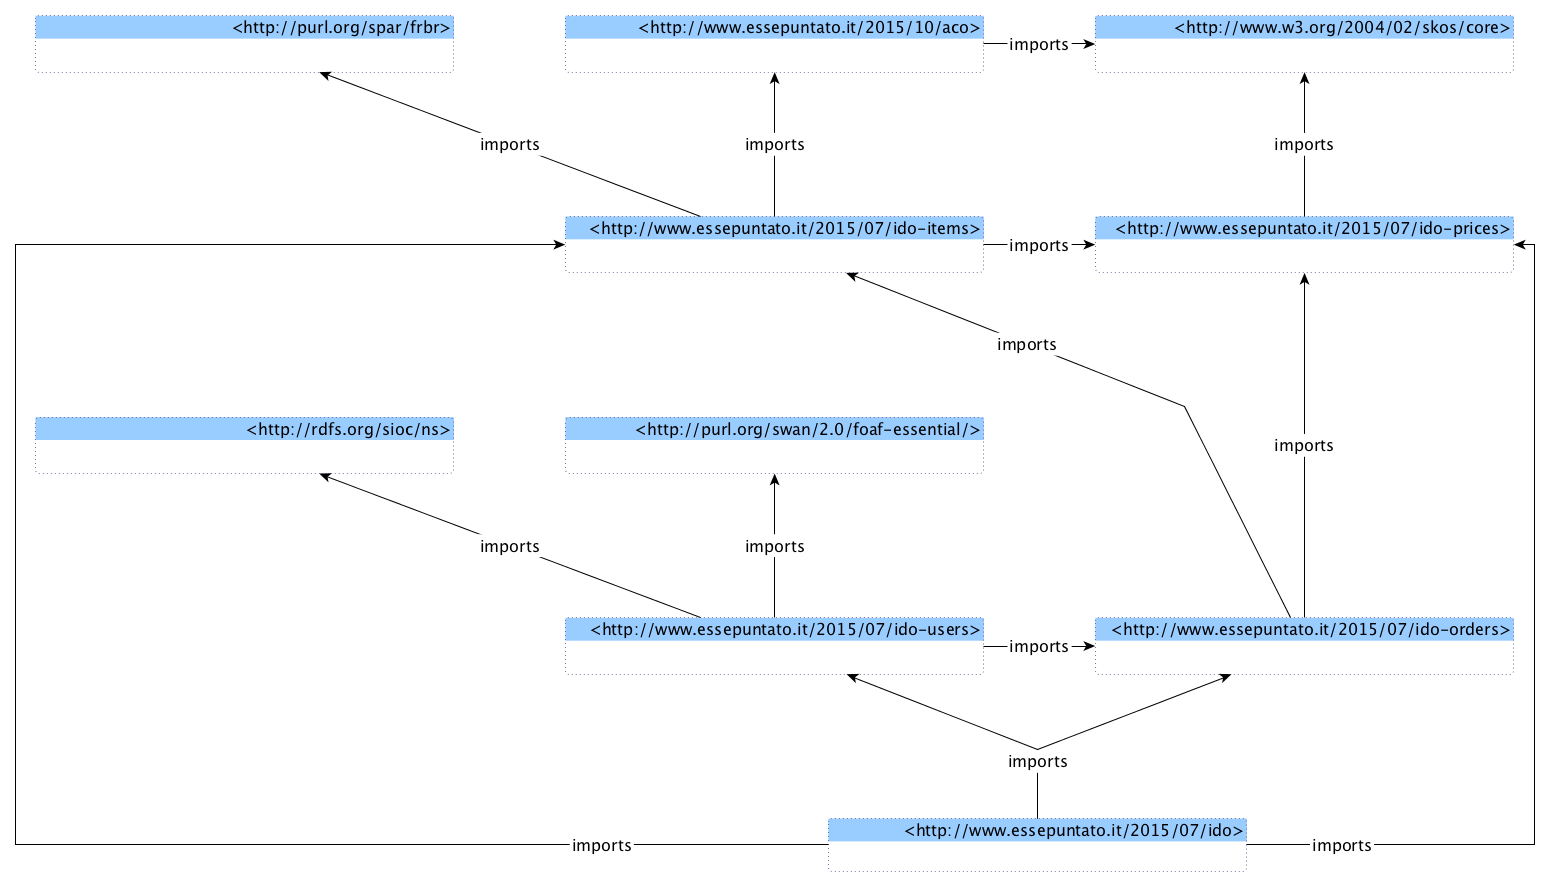 <http://purl.org/spar/frbr>
<http://www.essepuntato.it/2015/10/aco>
<http://www.w3.org/2004/02/skos/core>
imports
imports
imports
imports
<http://www.essepuntato.it/2015/07/ido-items>
<http://www.essepuntato.it/2015/07/ido-prices>
imports
imports
imports
<http://rdfs.org/sioc/ns>
<http://purl.org/swan/2.0/foaf-essential/>
imports
imports
<http://www.essepuntato.it/2015/07/ido-users>
<http://www.essepuntato.it/2015/07/ido-orders>
imports
imports
<http://www.essepuntato.it/2015/07/ido>
imports
imports